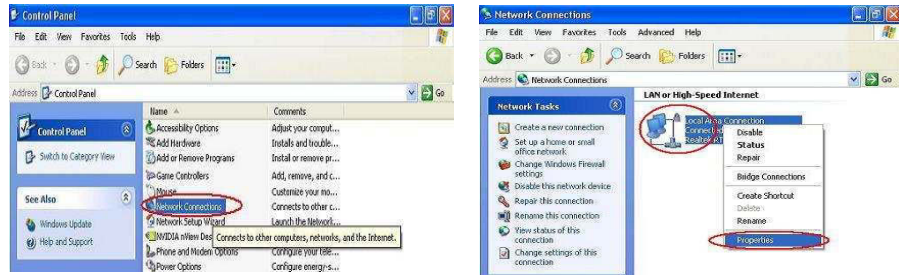 Control Panel
File Edit View Favorites Tools Help
Back Search Folders
Address Control Panel Go
Control Panel
Switch to Category View
See Also
Windows Update
Help and Support
Name Comments
Accessibility Options Adjust your comput...
Add Hardware Installs and trouble...
Add or Remove Programs Install or remove pr...
Game Controllers Add, remove, and c...
Mouse Customize your mo...
Network Connections Connects to other c...
Network Setup Wizard Launch the Network...
NVIDIA nView Des
Connects to other computers, networks, and the Internet.
Phone and Modem Options Configure your tele...
Power Options Configure energy-s...
Network Connections
File Edit View Favorites Tools Advanced Help
Back Search Folders
Address Network Connections Go
Network Tasks
Create a new connection
Set up a home or small
office network
Change Windows Firewall
settings
Disable this network device
Repair this connection
Rename this connection
View status of this
connection
Change settings of this
connection
LAN or High-Speed Internet
Local Area Connection
Connected
Realtek RT
Disable
Status
Repair
Bridge Connections
Create Shortcut
Delete
Rename
Properties